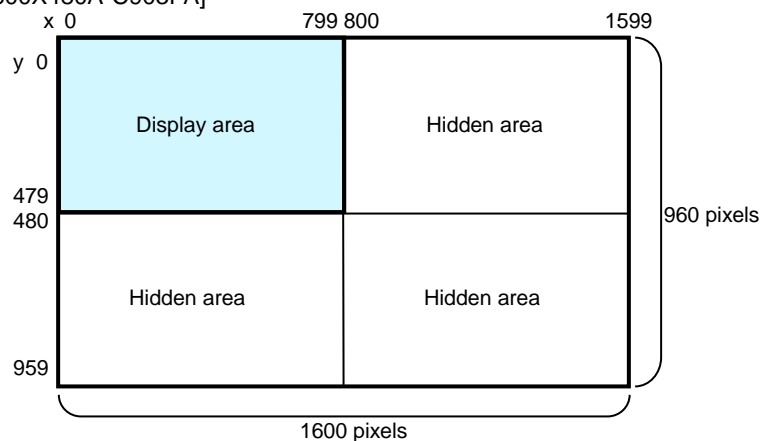 x 0 799 800 1599
y 0
Display area Hidden area
479
480
960 pixels
Hidden area Hidden area
959
1600 pixels